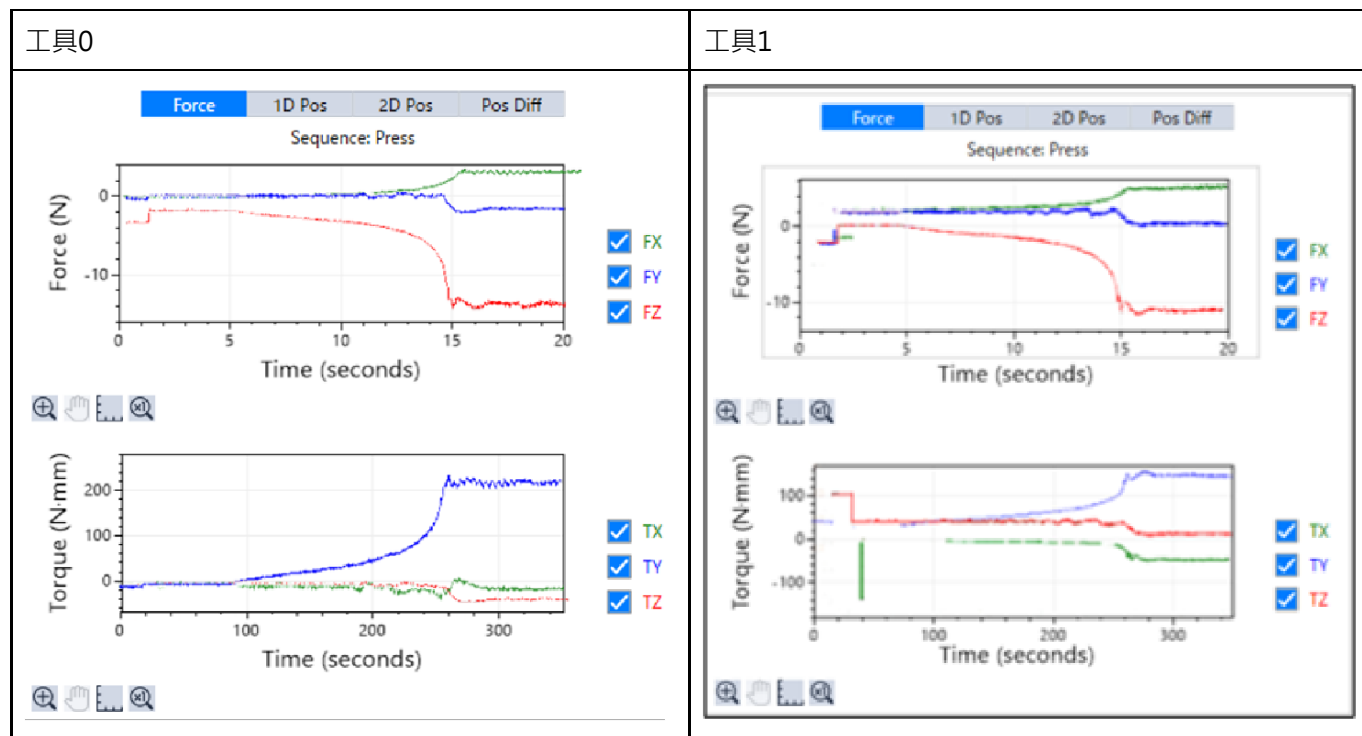 工具0
Force 1D Pos 2D Pos Pos Diff
Sequence: Press
Force (N)
0
-10
0 5 10 15 20
Time (seconds)
FX
FY
FZ
x1
Torque (N·mm)
200
100
0
0 100 200 300
Time (seconds)
TX
TY
TZ
x1
工具1
Force 1D Pos 2D Pos Pos Diff
Sequence: Press
Force (N)
0
-10
0 5 10 15 20
Time (seconds)
FX
FY
FZ
x1
Torque (N·mm)
100
0
-100
0 100 200 300
Time (seconds)
TX
TY
TZ
x1